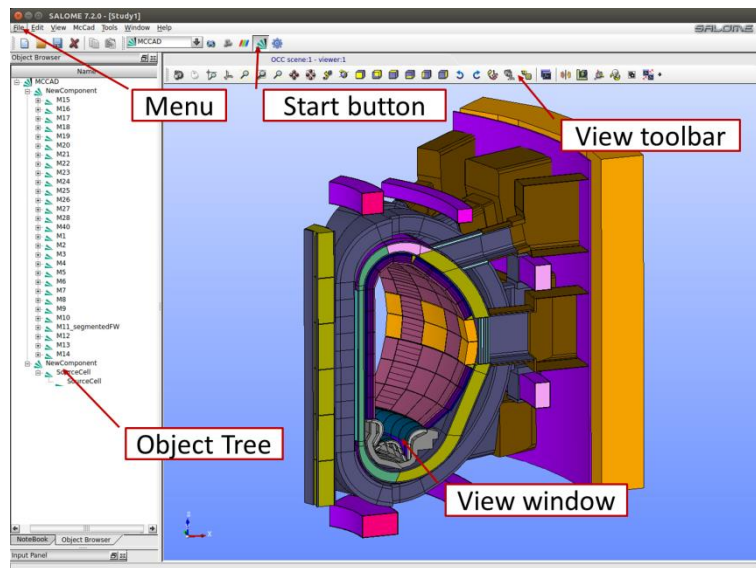 SALOME 7.2.0 - [Study1]
File Edit View McCad Tools Window Help
SALOME
MCCAD
Object Browser
OCC scene:1 - viewer:1
Name
MCCAD
NewComponent
M15
M16
M17
M18
M19
M20
M21
M22
M23
M24
M25
M26
M27
M28
M40
M1
M2
M3
M4
M5
M6
M7
M8
M9
M10
M11_segmentedFW
M12
M13
M14
NewComponent
SourceCell
SourceCell
Menu
Start button
View toolbar
Object Tree
View window
Z
X
NoteBook
Object Browser
Input Panel